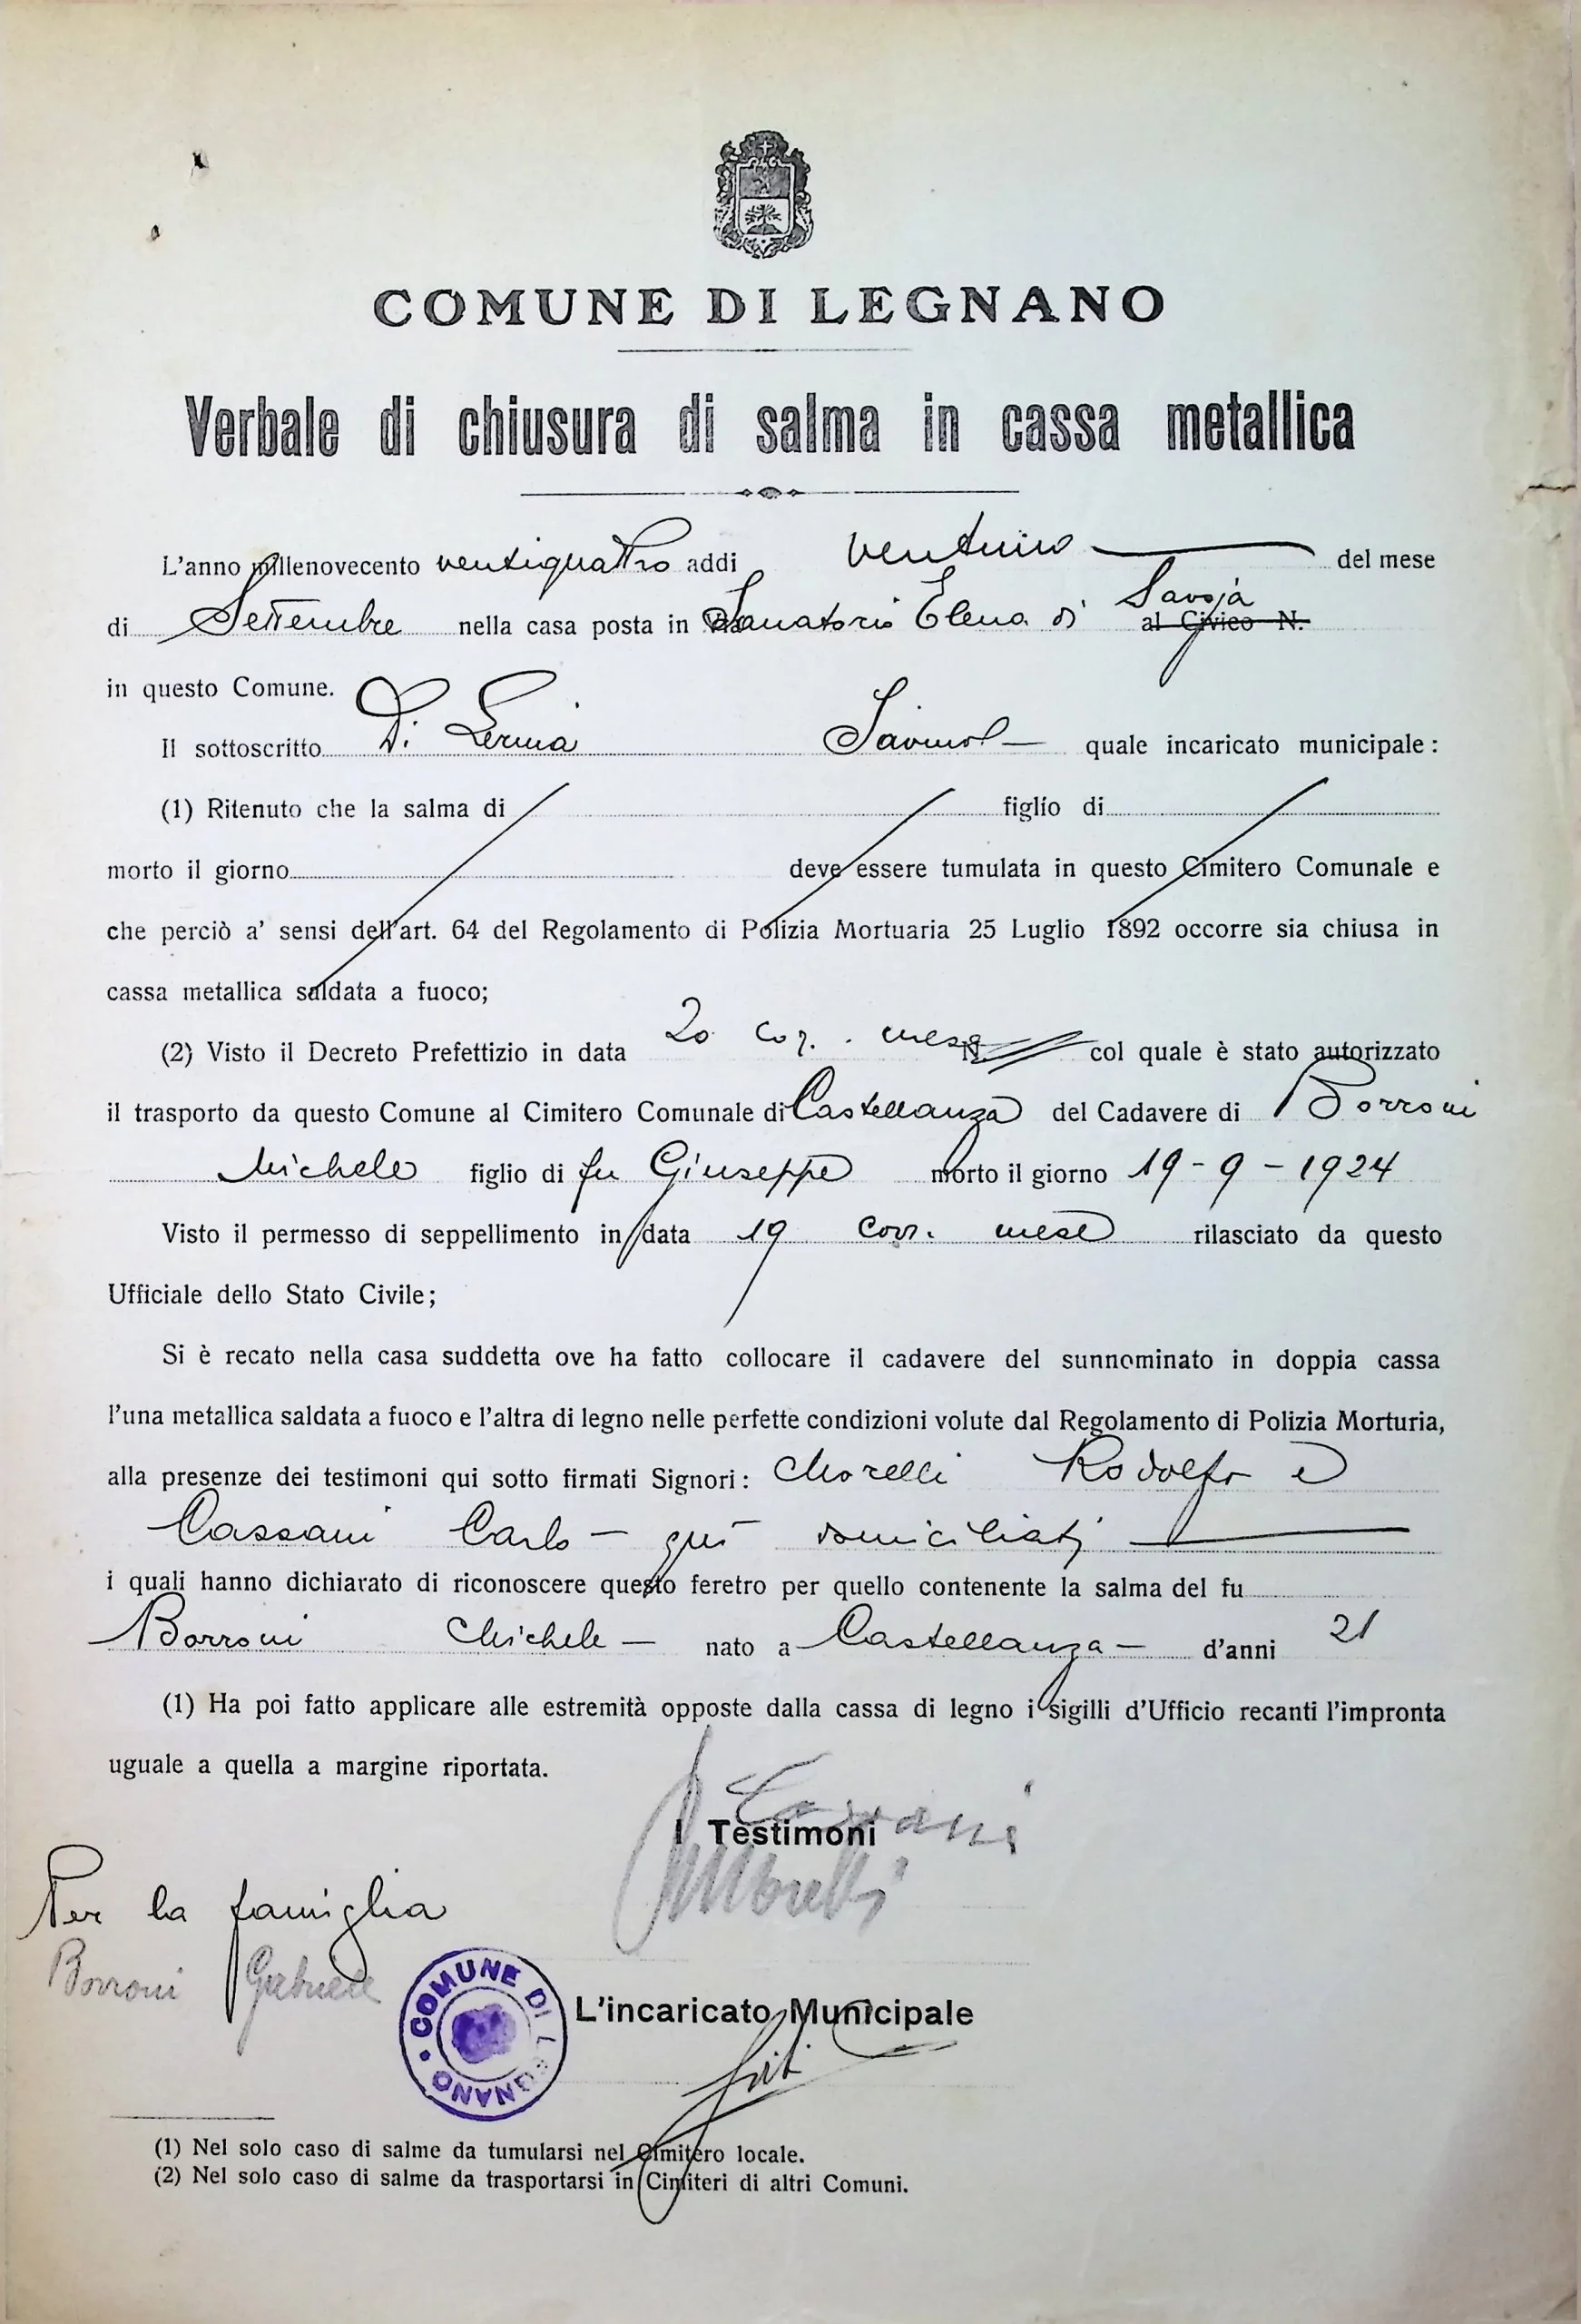 COMUNE DI LEGNANO
Verbale di chiusura di salma in cassa metallica
L'anno millenovecento ventiquattro addi ventuno del mese
di Settembre nella casa posta in Via Sanatorio Elena di Savoja al Civico N.
in questo Comune.
Il sottoscritto Di Lernia Savino quale incaricato municipale:
(1) Ritenuto che la salma di figlio di
morto il giorno deve essere tumulata in questo Cimitero Comunale e
che perciò a' sensi dell'art. 64 del Regolamento di Polizia Mortuaria 25 Luglio 1892 occorre sia chiusa in
cassa metallica saldata a fuoco;
(2) Visto il Decreto Prefettizio in data 20 cor. mese N. col quale è stato autorizzato
il trasporto da questo Comune al Cimitero Comunale di Castellanza del Cadavere di Borroni
Michele figlio di fu Giuseppe morto il giorno 19-9-1924
Visto il permesso di seppellimento in data 19 corr. mese rilasciato da questo
Ufficiale dello Stato Civile;
Si è recato nella casa suddetta ove ha fatto collocare il cadavere del sunnominato in doppia cassa
l'una metallica saldata a fuoco e l'altra di legno nelle perfette condizioni volute dal Regolamento di Polizia Morturia,
alla presenze dei testimoni qui sotto firmati Signori: Morelli Rodolfo e
Cassani Carlo - qui domiciliati
i quali hanno dichiarato di riconoscere questo feretro per quello contenente la salma del fu
Borroni Michele - nato a Castellanza - d'anni 21
(1) Ha poi fatto applicare alle estremità opposte dalla cassa di legno i sigilli d'Ufficio recanti l'impronta
uguale a quella a margine riportata.
Cassani
I Testimoni
Morelli
Per la famiglia
Borroni Gabriele
COMUNE DI LEGNANO
L'incaricato Municipale
(1) Nel solo caso di salme da tumularsi nel Cimitero locale.
(2) Nel solo caso di salme da trasportarsi in Cimiteri di altri Comuni.